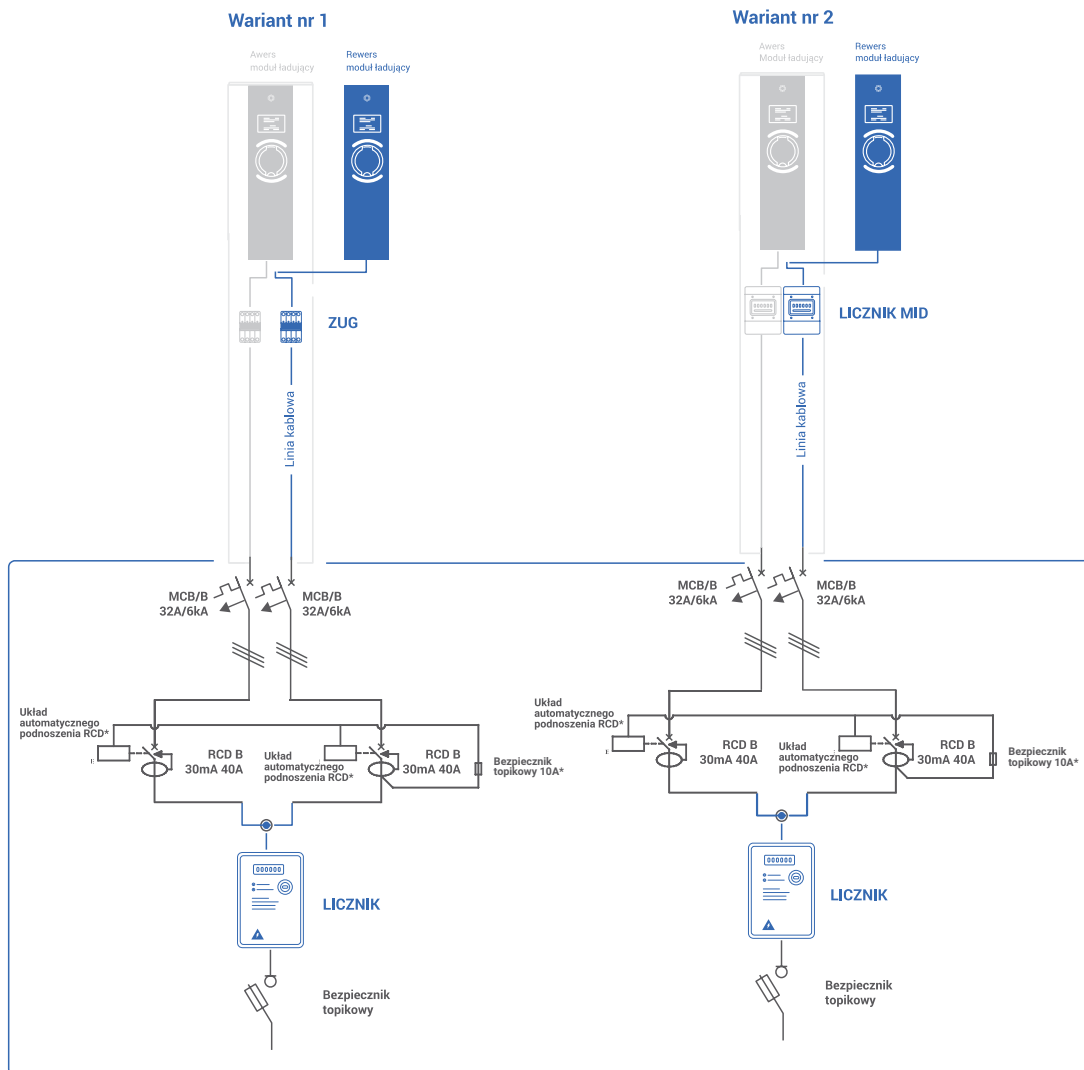 Wariant nr 1
Awers
moduł ładujący
Rewers
moduł ładujący
ZUG
Linia kablowa
MCB/B
32A/6kA
MCB/B
32A/6kA
Układ
automatycznego
podnoszenia RCD*
E
RCD B
30mA 40A
Układ
automatycznego
podnoszenia RCD*
RCD B
30mA 40A
Bezpiecznik
topikowy 10A*
000000
LICZNIK
Bezpiecznik
topikowy
Wariant nr 2
Awers
Moduł ładujący
Rewers
moduł ładujący
LICZNIK MID
Linia kablowa
MCB/B
32A/6kA
MCB/B
32A/6kA
Układ
automatycznego
podnoszenia RCD*
E
RCD B
30mA 40A
Układ
automatycznego
podnoszenia RCD*
RCD B
30mA 40A
Bezpiecznik
topikowy 10A*
000000
LICZNIK
Bezpiecznik
topikowy